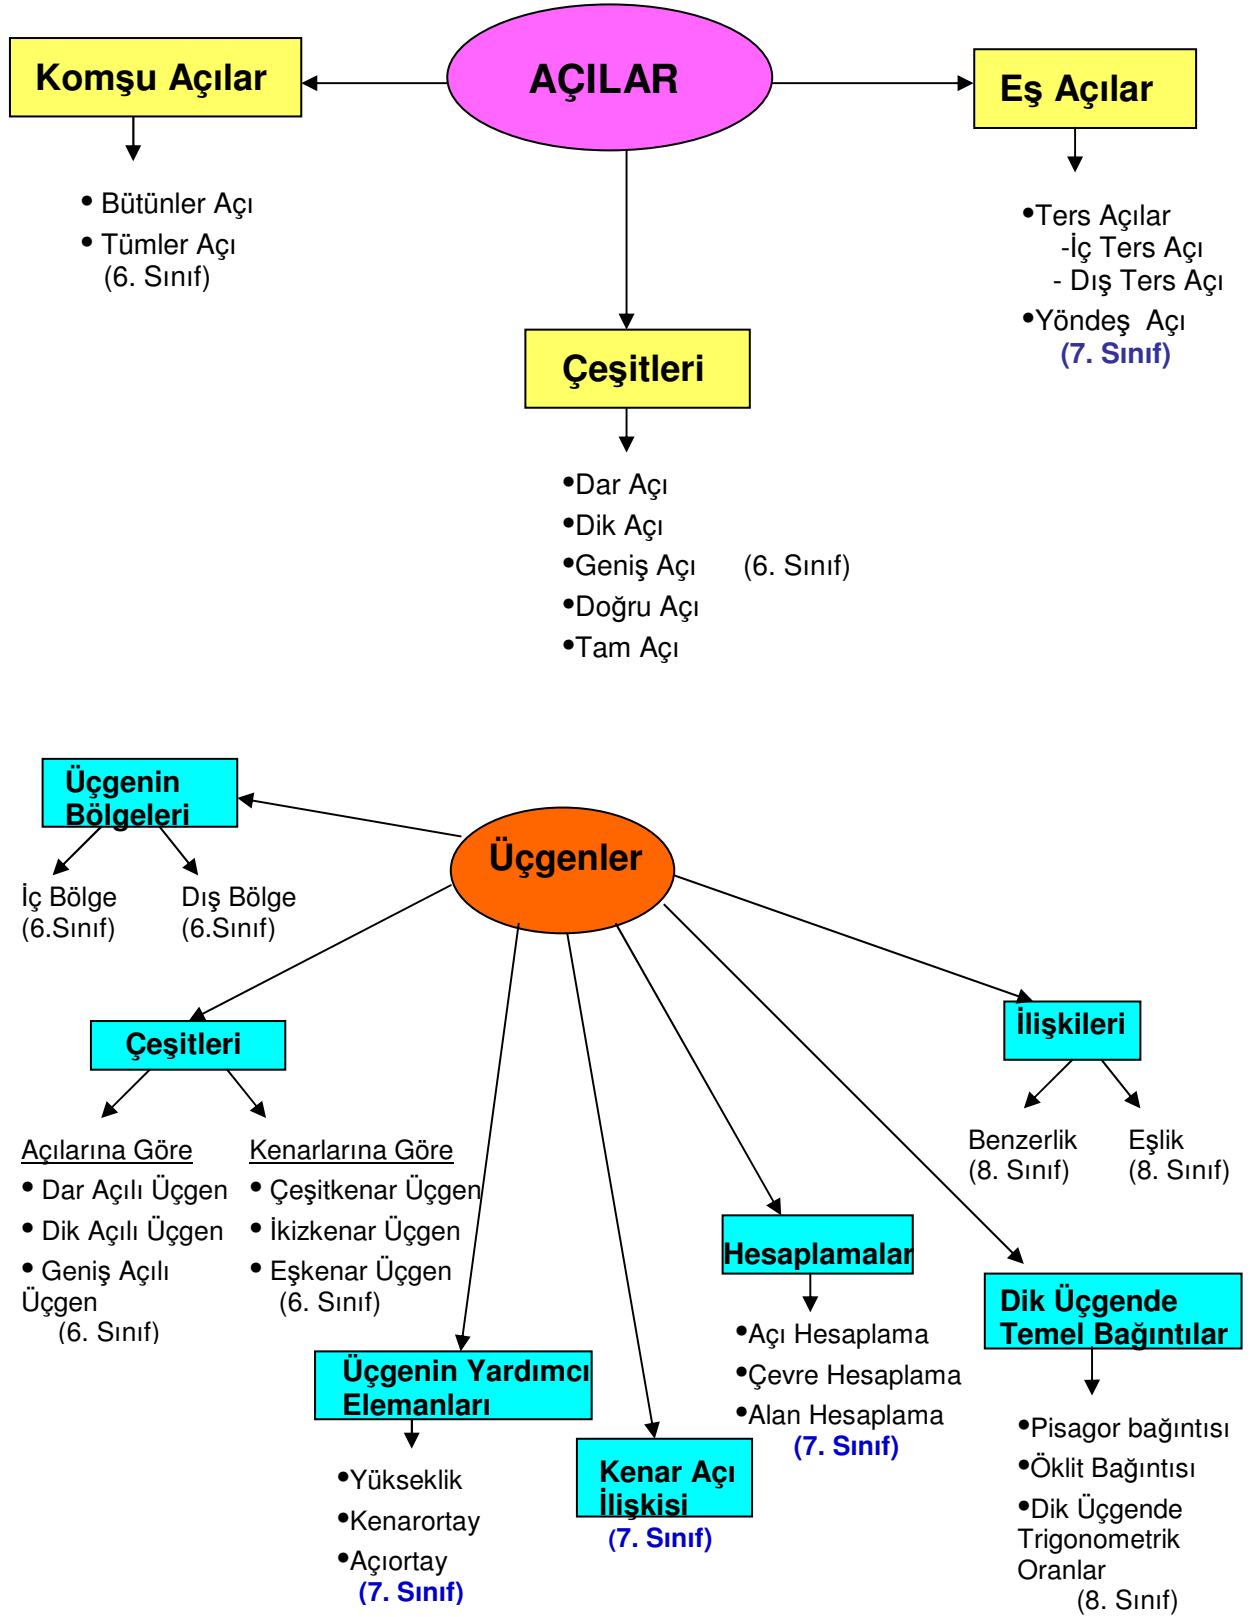 AÇILAR
Komşu Açılar
Eş Açılar
• Bütünler Açı
• Tümler Açı
(6. Sınıf)
•Ters Açılar
-İç Ters Açı
- Dış Ters Açı
•Yöndeş Açı
(7. Sınıf)
Çeşitleri
•Dar Açı
•Dik Açı
•Geniş Açı (6. Sınıf)
•Doğru Açı
•Tam Açı
Üçgenler
Üçgenin
Bölgeleri
İç Bölge
(6.Sınıf)
Dış Bölge
(6.Sınıf)
Çeşitleri
Açılarına Göre
• Dar Açılı Üçgen
• Dik Açılı Üçgen
• Geniş Açılı
Üçgen
(6. Sınıf)
Kenarlarına Göre
• Çeşitkenar Üçgen
• İkizkenar Üçgen
• Eşkenar Üçgen
(6. Sınıf)
Üçgenin Yardımcı
Elemanları
•Yükseklik
•Kenarortay
•Açıortay
(7. Sınıf)
Kenar Açı
İlişkisi
(7. Sınıf)
Hesaplamalar
•Açı Hesaplama
•Çevre Hesaplama
•Alan Hesaplama
(7. Sınıf)
İlişkileri
Benzerlik
(8. Sınıf)
Eşlik
(8. Sınıf)
Dik Üçgende
Temel Bağıntılar
•Pisagor bağıntısı
•Öklit Bağıntısı
•Dik Üçgende
Trigonometrik
Oranlar
(8. Sınıf)